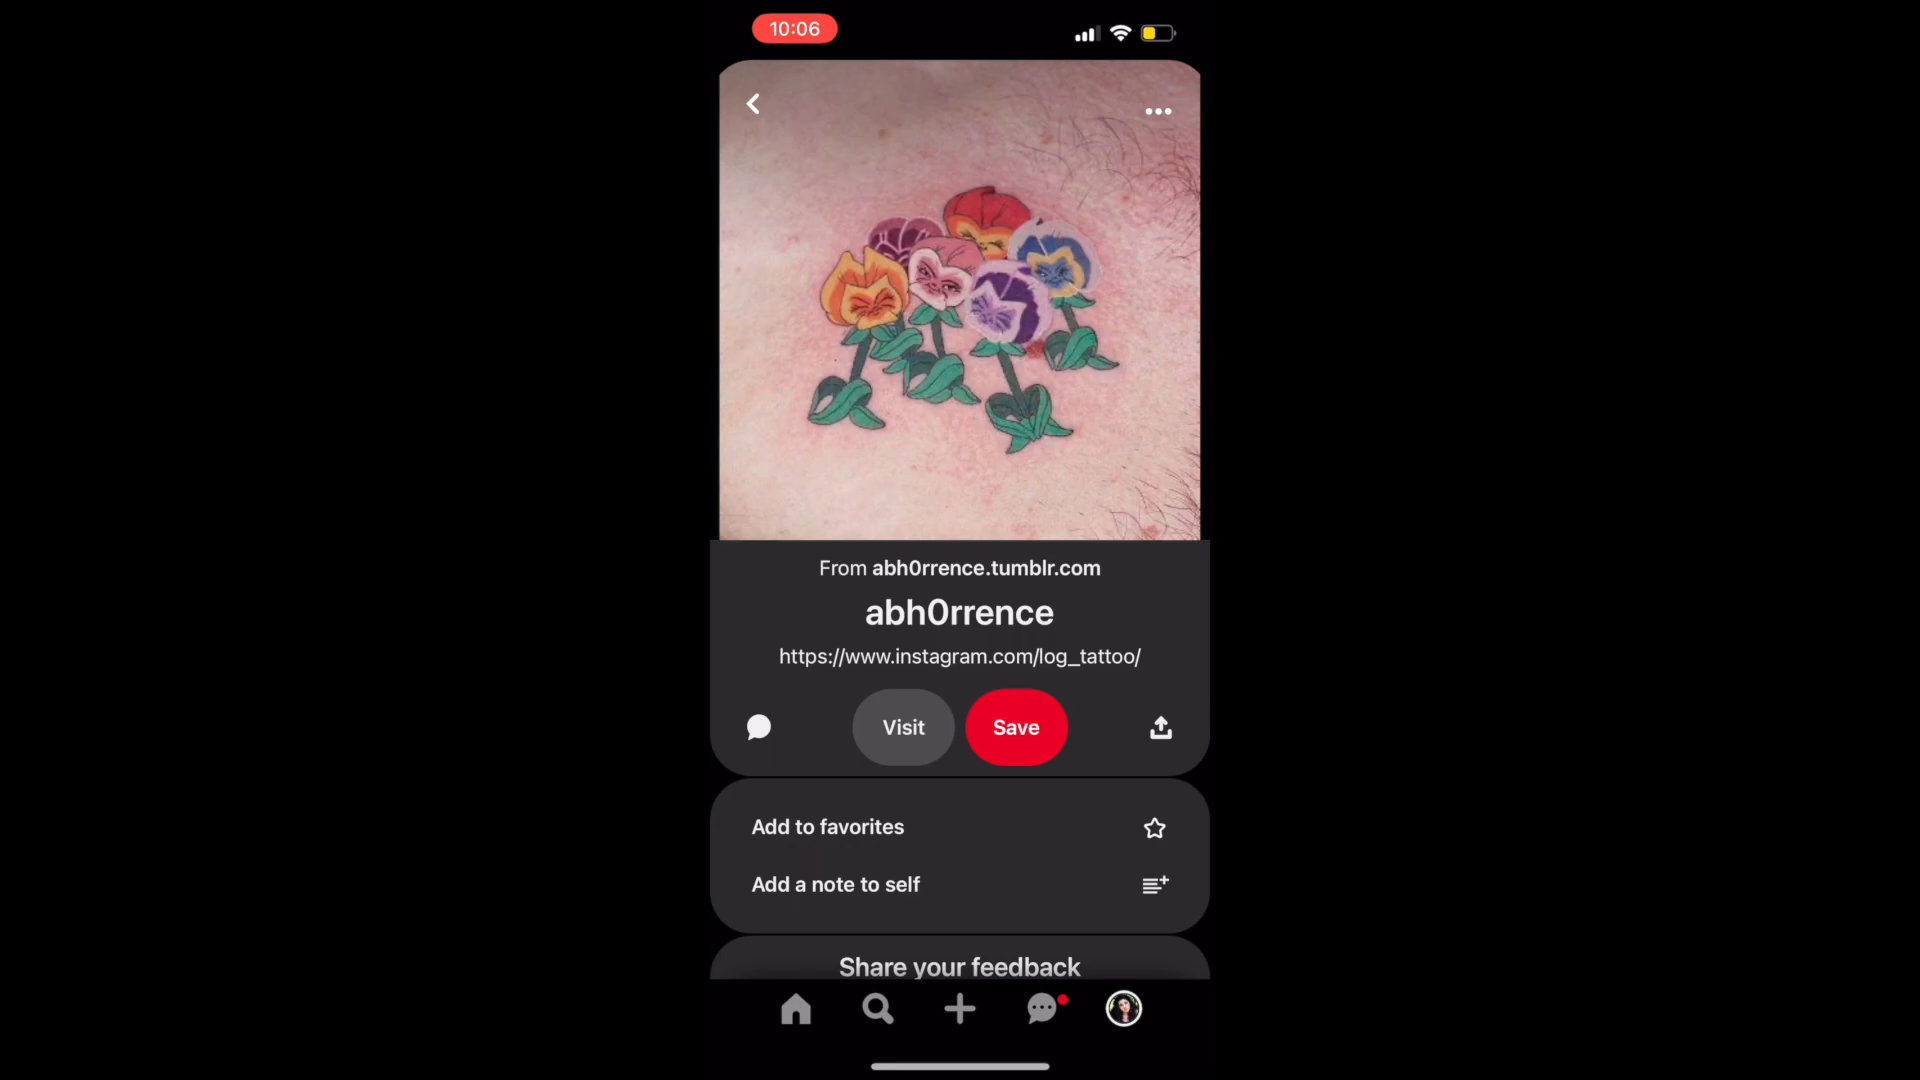 10:06
From abh0rrence.tumblr.com
abh0rrence
https://www.instagram.com/log_tattoo/
Visit
Save
Add to favorites
Add a note to self
Share your feedback